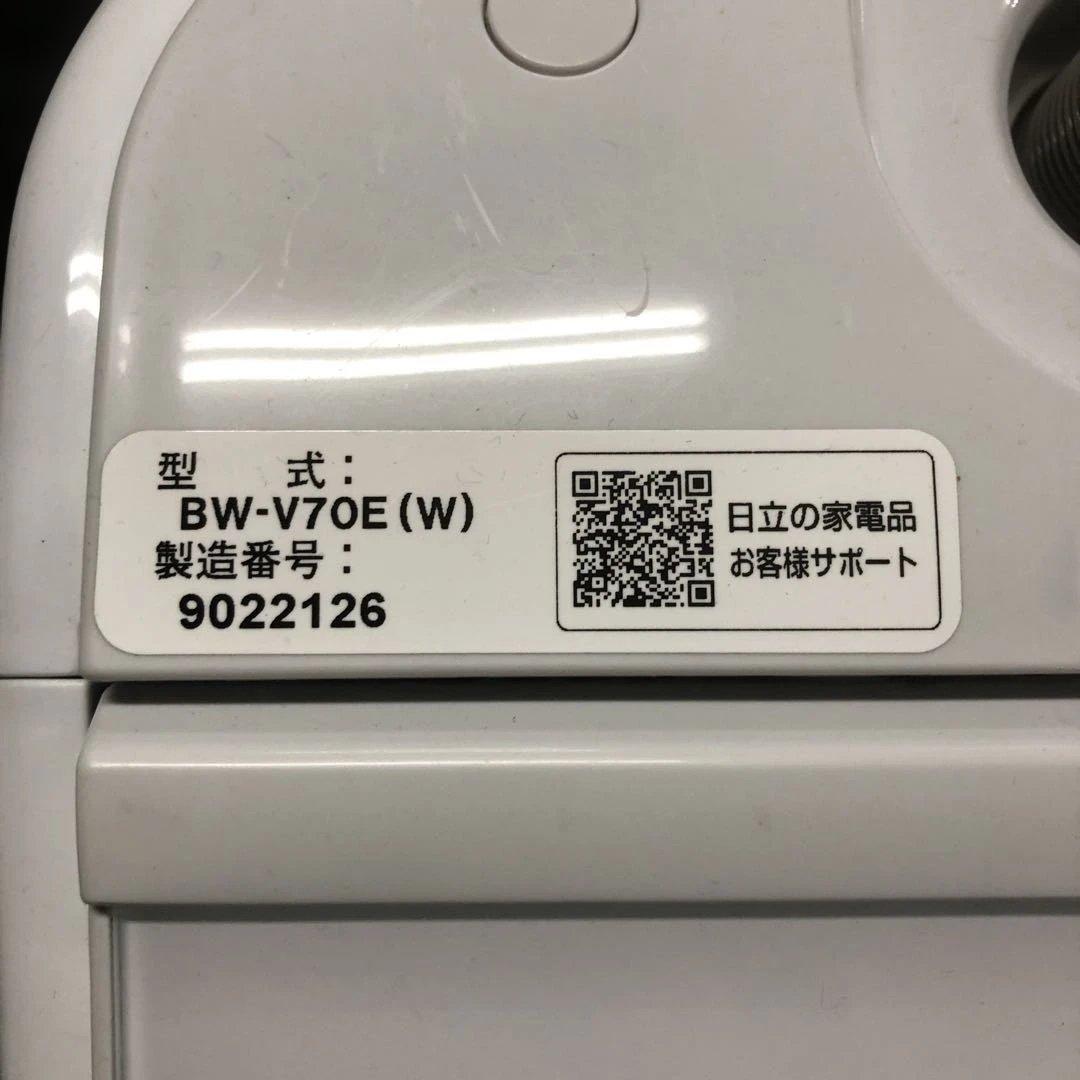 型　　式：
BW-V70E(W)
製造番号：
9022126
日立の家電品
お客様サポート